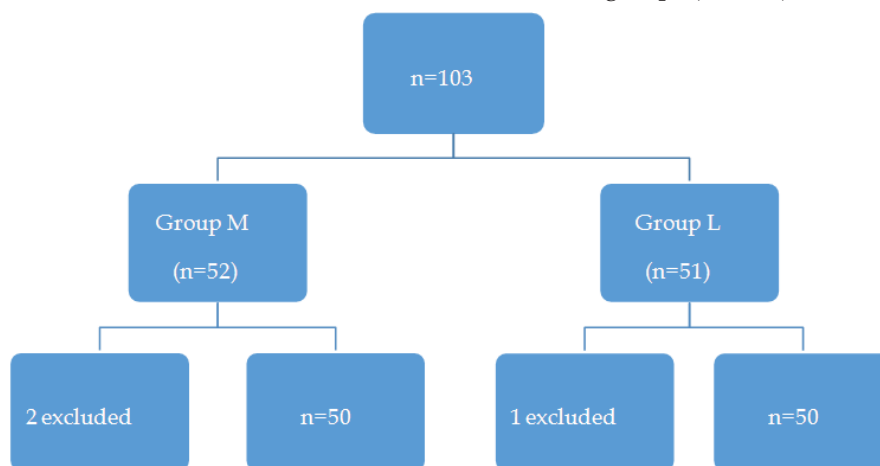 n=103
Group M
(n=52)
Group L
(n=51)
2 excluded
n=50
1 excluded
n=50